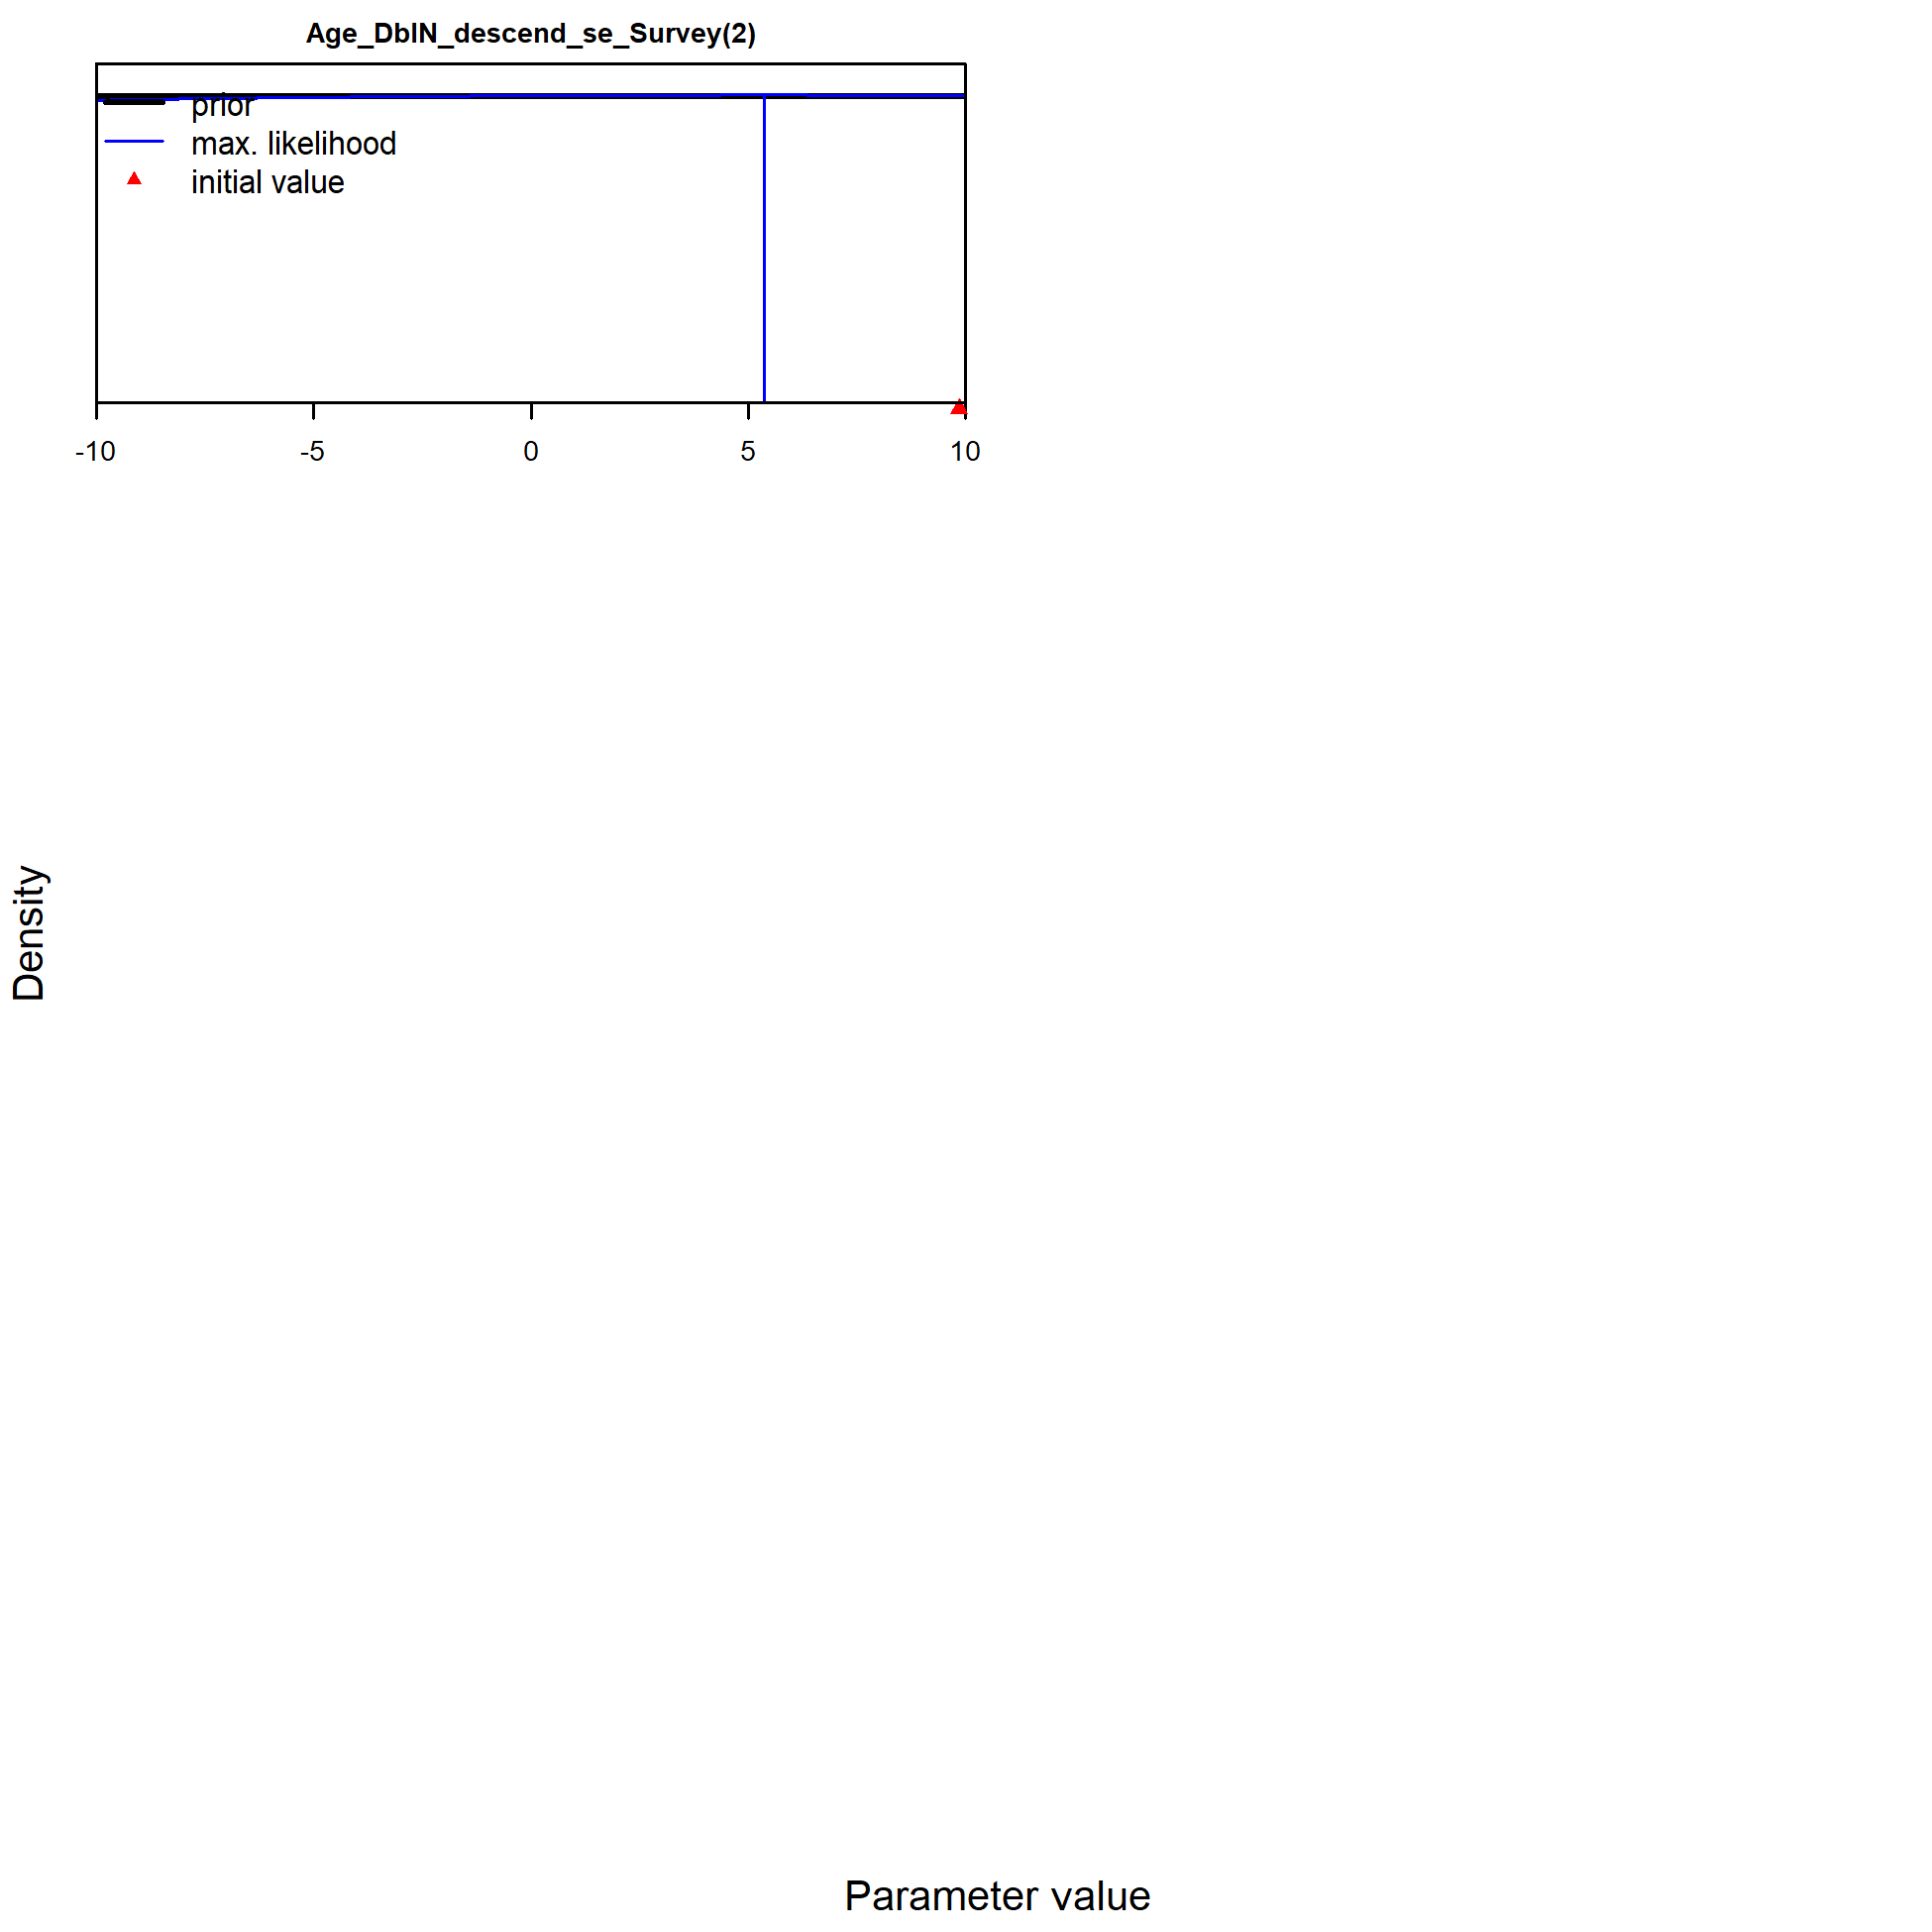 Age_DblN_descend_se_Survey(2)
prior
max. likelihood
initial value
-10 -5 0 5 10
Density
Parameter value